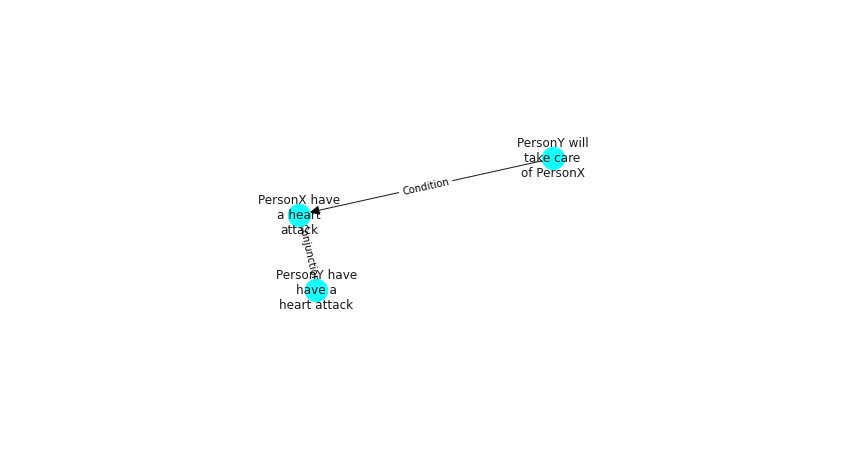 PersonY will
take care
of PersonX
Condition
PersonX have
a heart
attack
Conjunction
PersonY have
have a
heart attack